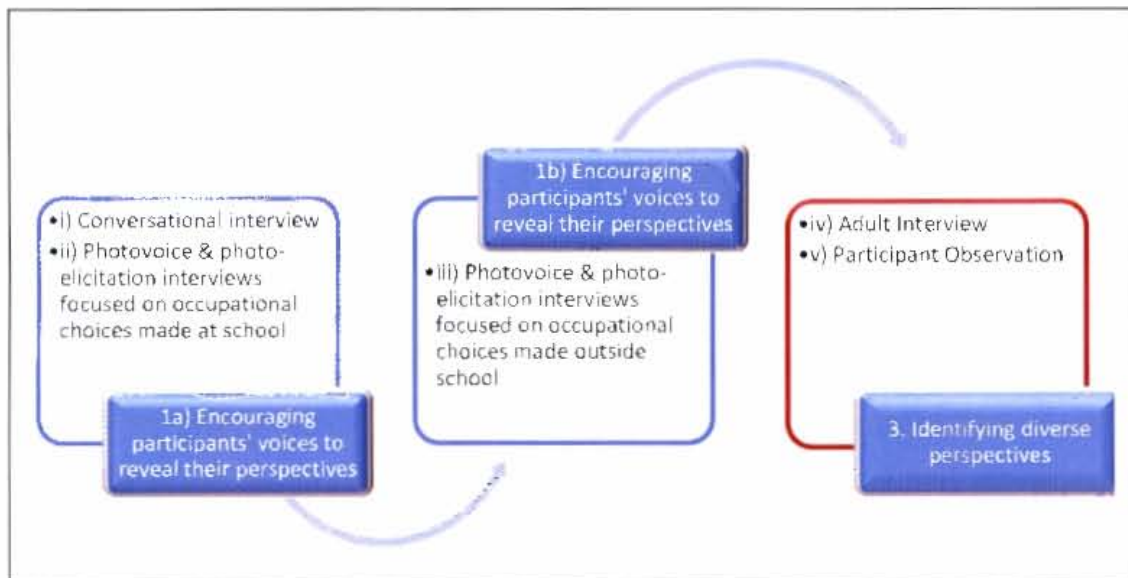 •i) Conversational interview
•ii) Photovoice & photo-
elicitation interviews
focused on occupational
choices made at school
1a) Encouraging
participants' voices to
reveal their perspectives
1b) Encouraging
participants' voices to
reveal their perspectives
•iii) Photovoice & photo-
elicitation interviews
focused on occupational
choices made outside
school
•iv) Adult Interview
•v) Participant Observation
3. Identifying diverse
perspectives